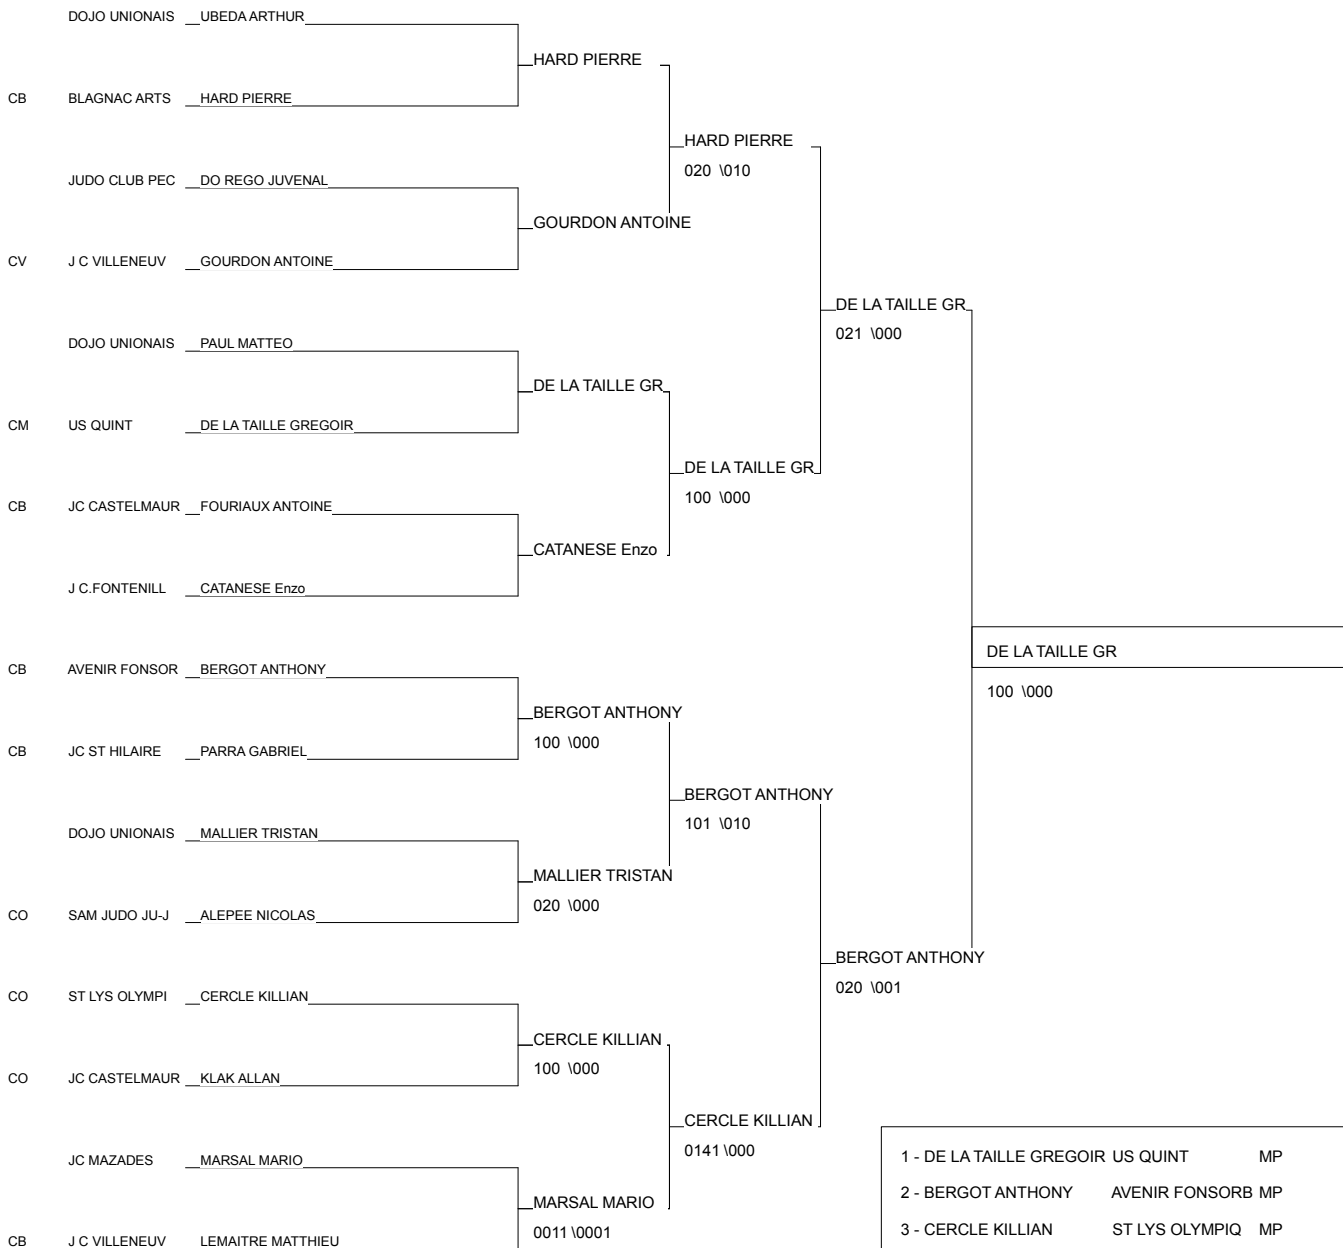 DOJO UNIONAIS UBEDA ARTHUR
HARD PIERRE
CB BLAGNAC ARTS HARD PIERRE
HARD PIERRE
020 \010
JUDO CLUB PEC DO REGO JUVENAL
GOURDON ANTOINE
CV J C VILLENEUV GOURDON ANTOINE
DE LA TAILLE GR
021 \000
DOJO UNIONAIS PAUL MATTEO
DE LA TAILLE GR
CM US QUINT DE LA TAILLE GREGOIR
DE LA TAILLE GR
100 \000
CB JC CASTELMAUR FOURIAUX ANTOINE
CATANESE Enzo
J C.FONTENILL CATANESE Enzo
DE LA TAILLE GR
100 \000
CB AVENIR FONSOR BERGOT ANTHONY
BERGOT ANTHONY
100 \000
CB JC ST HILAIRE PARRA GABRIEL
BERGOT ANTHONY
101 \010
DOJO UNIONAIS MALLIER TRISTAN
MALLIER TRISTAN
020 \000
CO SAM JUDO JU-J ALEPEE NICOLAS
BERGOT ANTHONY
020 \001
CO ST LYS OLYMPI CERCLE KILLIAN
CERCLE KILLIAN
100 \000
CO JC CASTELMAUR KLAK ALLAN
CERCLE KILLIAN
0141 \000
JC MAZADES MARSAL MARIO
MARSAL MARIO
0011 \0001
CB J C VILLENEUV LEMAITRE MATTHIEU
1 - DE LA TAILLE GREGOIR US QUINT MP
2 - BERGOT ANTHONY AVENIR FONSORB MP
3 - CERCLE KILLIAN ST LYS OLYMPIQ MP